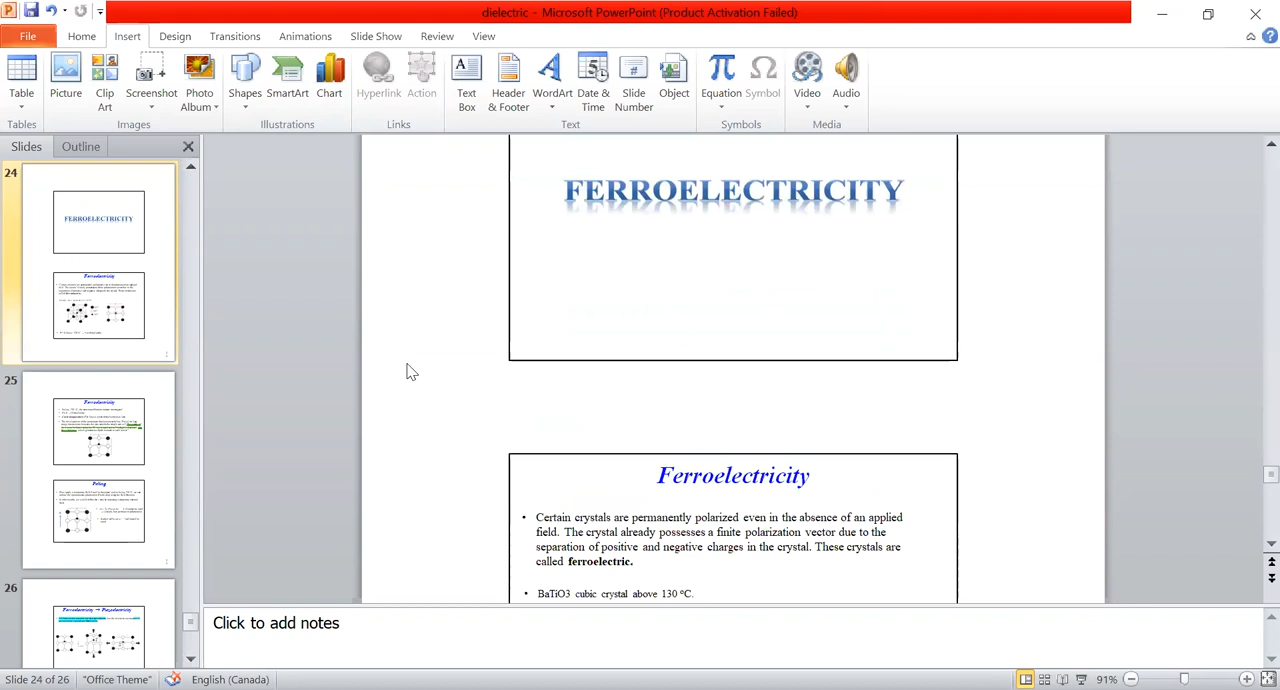 dielectric - Microsoft PowerPoint (Product Activation Failed)
File Home Insert Design Transitions Animations Slide Show Review View
Table Picture Clip Art Screenshot Photo Album Shapes SmartArt Chart Hyperlink Action Text Box Header & Footer WordArt Date & Time Slide Number Object Equation Symbol Video Audio
Tables Images Illustrations Links Text Symbols Media
Slides Outline
24
FERROELECTRICITY
Ferroelectricity
25
Ferroelectricity
Poling
26
FERROELECTRICITY
Ferroelectricity
• Certain crystals are permanently polarized even in the absence of an applied
field. The crystal already possesses a finite polarization vector due to the
separation of positive and negative charges in the crystal. These crystals are
called ferroelectric.
• BaTiO3 cubic crystal above 130 °C.
Click to add notes
Slide 24 of 26 "Office Theme" English (Canada) 91%